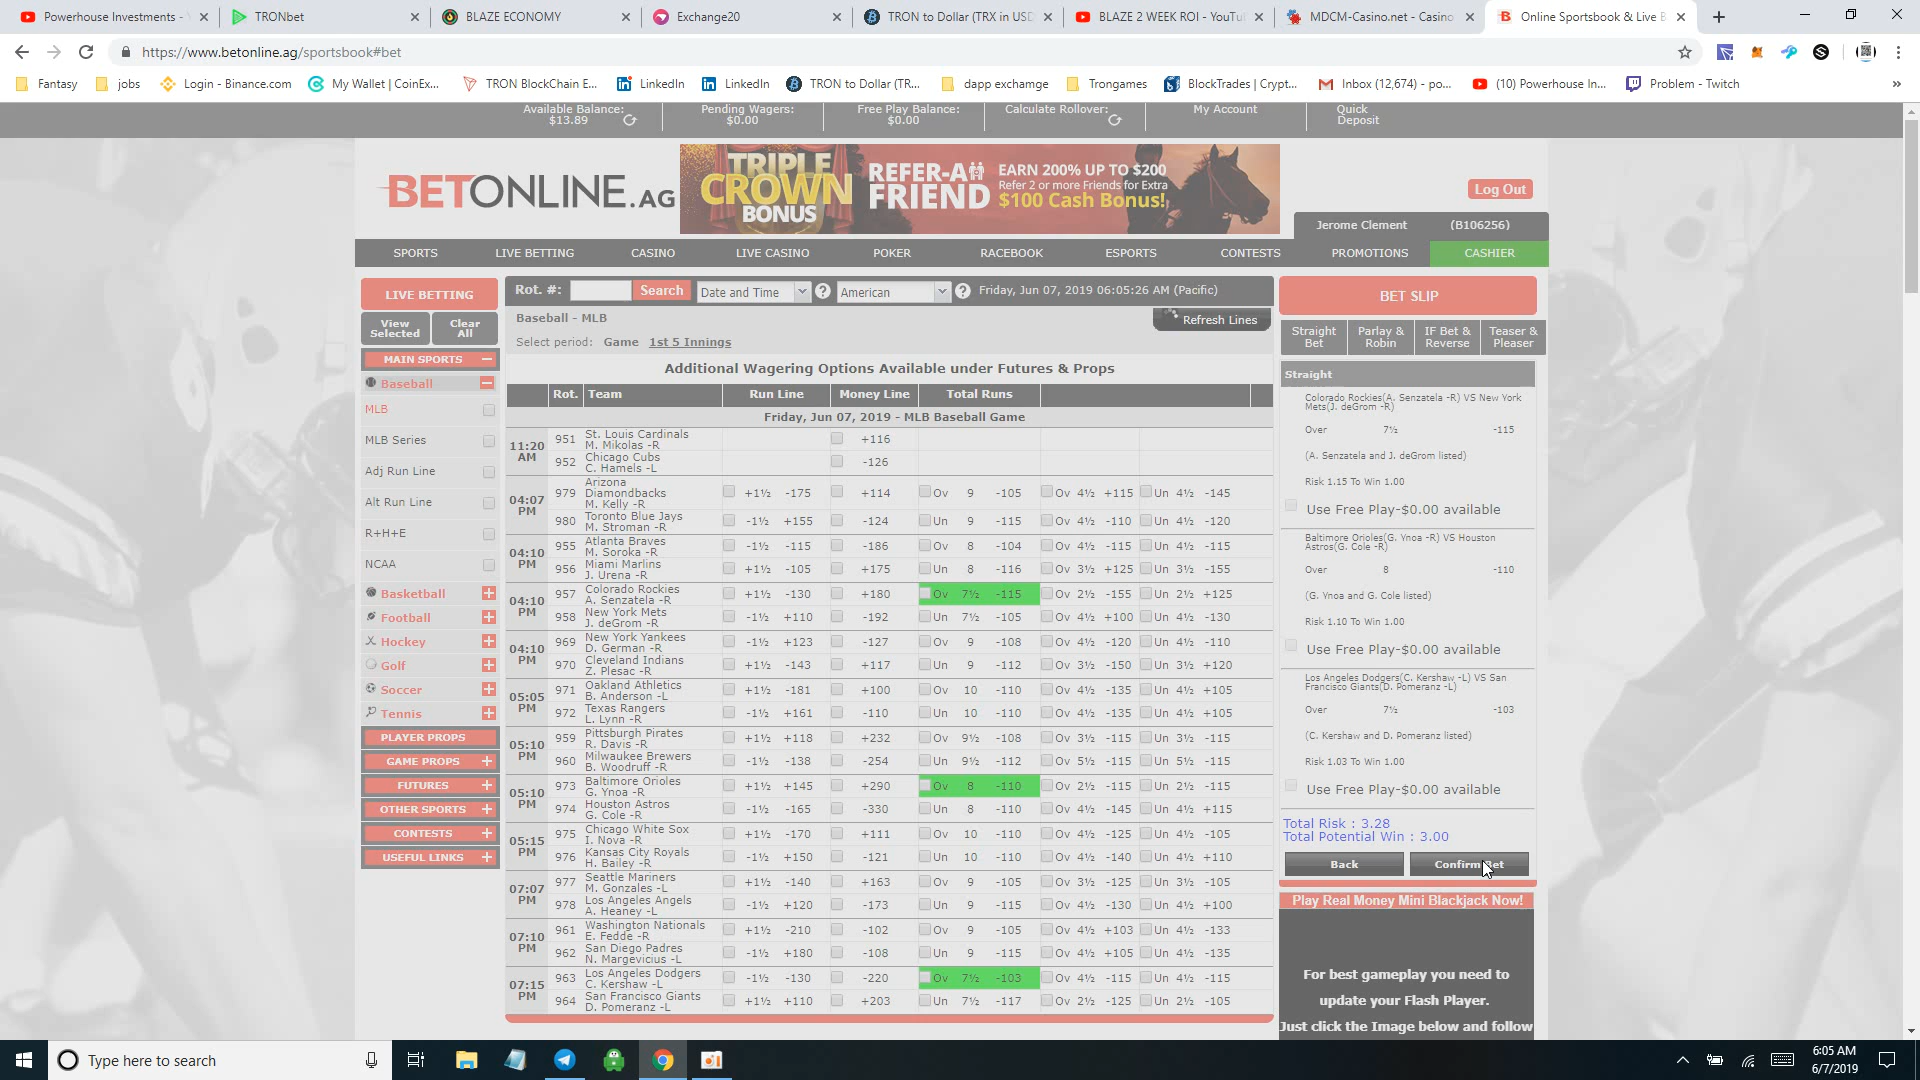 Powerhouse Investments -
TRONbet
BLAZE ECONOMY
Exchange20
TRON to Dollar (TRX in USD
BLAZE 2 WEEK ROI - YouTu
MDCM-Casino.net - Casino
Online Sportsbook & Live B
https://www.betonline.ag/sportsbook#bet
Fantasy
jobs
Login - Binance.com
My Wallet | CoinEx...
TRON BlockChain E...
LinkedIn
LinkedIn
TRON to Dollar (TR...
dapp exchamge
Trongames
BlockTrades | Crypt...
Inbox (12,674) - po...
(10) Powerhouse In...
Problem - Twitch
»
Available Balance: $13.89
Pending Wagers: $0.00
Free Play Balance: $0.00
Calculate Rollover:
My Account
Quick Deposit
BETONLINE.AG
TRIPLE CROWN BONUS
REFER-A FRIEND
EARN 200% UP TO $200
Refer 2 or more Friends for Extra
$100 Cash Bonus!
Log Out
Jerome Clement (B106256)
SPORTS LIVE BETTING CASINO LIVE CASINO POKER RACEBOOK ESPORTS CONTESTS PROMOTIONS CASHIER
LIVE BETTING
View Selected
Clear All
MAIN SPORTS
Baseball
MLB
MLB Series
Adj Run Line
Alt Run Line
R+H+E
NCAA
Basketball
Football
Hockey
Golf
Soccer
Tennis
PLAYER PROPS
GAME PROPS
FUTURES
OTHER SPORTS
CONTESTS
USEFUL LINKS
Rot. #: Search Date and Time American Friday, Jun 07, 2019 06:05:26 AM (Pacific)
Baseball - MLB
Refresh Lines
Select period: Game 1st 5 Innings
Additional Wagering Options Available under Futures & Props
Rot. Team Run Line Money Line Total Runs
Friday, Jun 07, 2019 - MLB Baseball Game
11:20 AM
951 St. Louis Cardinals M. Mikolas -R +116
952 Chicago Cubs C. Hamels -L -126
04:07 PM
979 Arizona Diamondbacks M. Kelly -R +1½ -175 +114 Ov 9 -105 Ov 4½ +115 Un 4½ -145
980 Toronto Blue Jays M. Stroman -R -1½ +155 -124 Un 9 -115 Ov 4½ -110 Un 4½ -120
04:10 PM
955 Atlanta Braves M. Soroka -R -1½ -115 -186 Ov 8 -104 Ov 4½ -115 Un 4½ -115
956 Miami Marlins J. Urena -R +1½ -105 +175 Un 8 -116 Ov 3½ +125 Un 3½ -155
04:10 PM
957 Colorado Rockies A. Senzatela -R +1½ -130 +180 Ov 7½ -115 Ov 2½ -155 Un 2½ +125
958 New York Mets J. deGrom -R -1½ +110 -192 Un 7½ -105 Ov 4½ +100 Un 4½ -130
04:10 PM
969 New York Yankees D. German -R -1½ +123 -127 Ov 9 -108 Ov 4½ -120 Un 4½ -110
970 Cleveland Indians Z. Plesac -R +1½ -143 +117 Un 9 -112 Ov 3½ -150 Un 3½ +120
05:05 PM
971 Oakland Athletics B. Anderson -L +1½ -181 +100 Ov 10 -110 Ov 4½ -135 Un 4½ +105
972 Texas Rangers L. Lynn -R -1½ +161 -110 Un 10 -110 Ov 4½ -135 Un 4½ +105
05:10 PM
959 Pittsburgh Pirates R. Davis -R +1½ +118 +232 Ov 9½ -108 Ov 3½ -115 Un 3½ -115
960 Milwaukee Brewers B. Woodruff -R -1½ -138 -254 Un 9½ -112 Ov 5½ -115 Un 5½ -115
05:10 PM
973 Baltimore Orioles G. Ynoa -R +1½ +145 +290 Ov 8 -110 Ov 2½ -115 Un 2½ -115
974 Houston Astros G. Cole -R -1½ -165 -330 Un 8 -110 Ov 4½ -145 Un 4½ +115
05:15 PM
975 Chicago White Sox I. Nova -R +1½ -170 +111 Ov 10 -110 Ov 4½ -125 Un 4½ -105
976 Kansas City Royals H. Bailey -R -1½ +150 -121 Un 10 -110 Ov 4½ -140 Un 4½ +110
07:07 PM
977 Seattle Mariners M. Gonzales -L +1½ -140 +163 Ov 9 -105 Ov 3½ -125 Un 3½ -105
978 Los Angeles Angels A. Heaney -L -1½ +120 -173 Un 9 -115 Ov 4½ -130 Un 4½ +100
07:10 PM
961 Washington Nationals E. Fedde -R +1½ -210 -102 Ov 9 -105 Ov 4½ +103 Un 4½ -133
962 San Diego Padres N. Margevicius -L -1½ +180 -108 Un 9 -115 Ov 4½ +105 Un 4½ -135
07:15 PM
963 Los Angeles Dodgers C. Kershaw -L -1½ -130 -220 Ov 7½ -103 Ov 4½ -115 Un 4½ -115
964 San Francisco Giants D. Pomeranz -L +1½ +110 +203 Un 7½ -117 Ov 2½ -125 Un 2½ -105
BET SLIP
Straight Bet
Parlay & Robin
IF Bet & Reverse
Teaser & Pleaser
Straight
Colorado Rockies(A. Senzatela -R) VS New York
Mets(J. deGrom -R)
Over 7½ -115
(A. Senzatela and J. deGrom listed)
Risk 1.15 To Win 1.00
Use Free Play-$0.00 available
Baltimore Orioles(G. Ynoa -R) VS Houston
Astros(G. Cole -R)
Over 8 -110
(G. Ynoa and G. Cole listed)
Risk 1.10 To Win 1.00
Use Free Play-$0.00 available
Los Angeles Dodgers(C. Kershaw -L) VS San
Francisco Giants(D. Pomeranz -L)
Over 7½ -103
(C. Kershaw and D. Pomeranz listed)
Risk 1.03 To Win 1.00
Use Free Play-$0.00 available
Total Risk : 3.28
Total Potential Win : 3.00
Back Confirm Bet
Play Real Money Mini Blackjack Now!
For best gameplay you need to
update your Flash Player.
Just click the Image below and follow
Type here to search
6:05 AM
6/7/2019